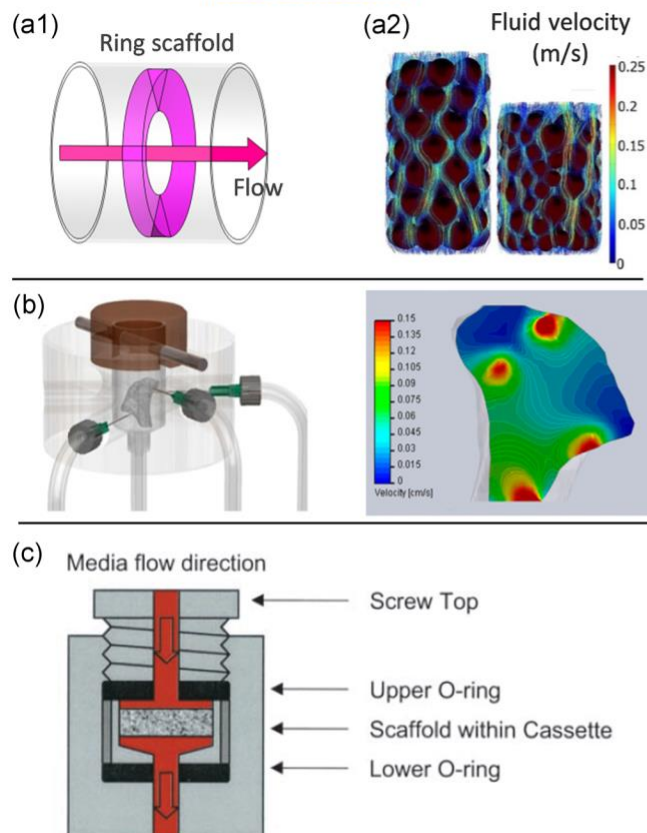 (a1)
Ring scaffold
Flow
(a2)
Fluid velocity
(m/s)
0.25
0.2
0.15
0.1
0.05
0
(b)
0.15
0.135
0.12
0.105
0.09
0.075
0.06
0.045
0.03
0.015
0
Velocity [cm/s]
(c)
Media flow direction
Screw Top
Upper O-ring
Scaffold within Cassette
Lower O-ring